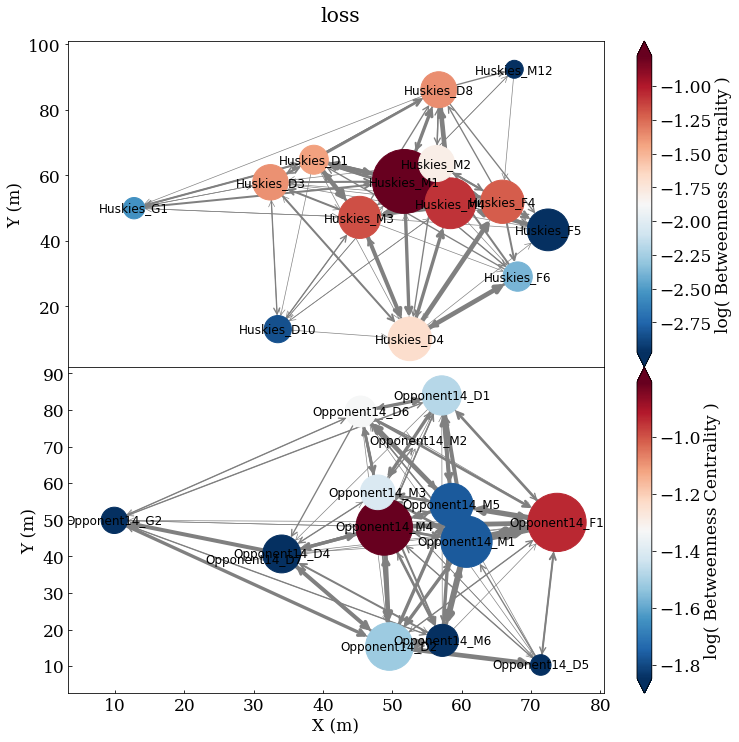 loss
100
80
60
40
20
Y (m)
Huskies_M12
Huskies_D8
Huskies_D1
Huskies_M2
Huskies_D3
Huskies_M1
Huskies_G1
Huskies_M3
Huskies_M4
Huskies_F4
Huskies_F5
Huskies_F6
Huskies_D10
Huskies_D4
−1.00
−1.25
−1.50
−1.75
−2.00
−2.25
−2.50
−2.75
log( Betweenness Centrality )
90
80
70
60
50
40
30
20
10
Y (m)
Opponent14_D1
Opponent14_D6
Opponent14_M2
Opponent14_M3
Opponent14_M5
Opponent14_G2
Opponent14_M4
Opponent14_F1
Opponent14_M1
Opponent14_D4
Opponent14_M6
Opponent14_D2
Opponent14_D5
−1.0
−1.2
−1.4
−1.6
−1.8
log( Betweenness Centrality )
10 20 30 40 50 60 70 80
X (m)